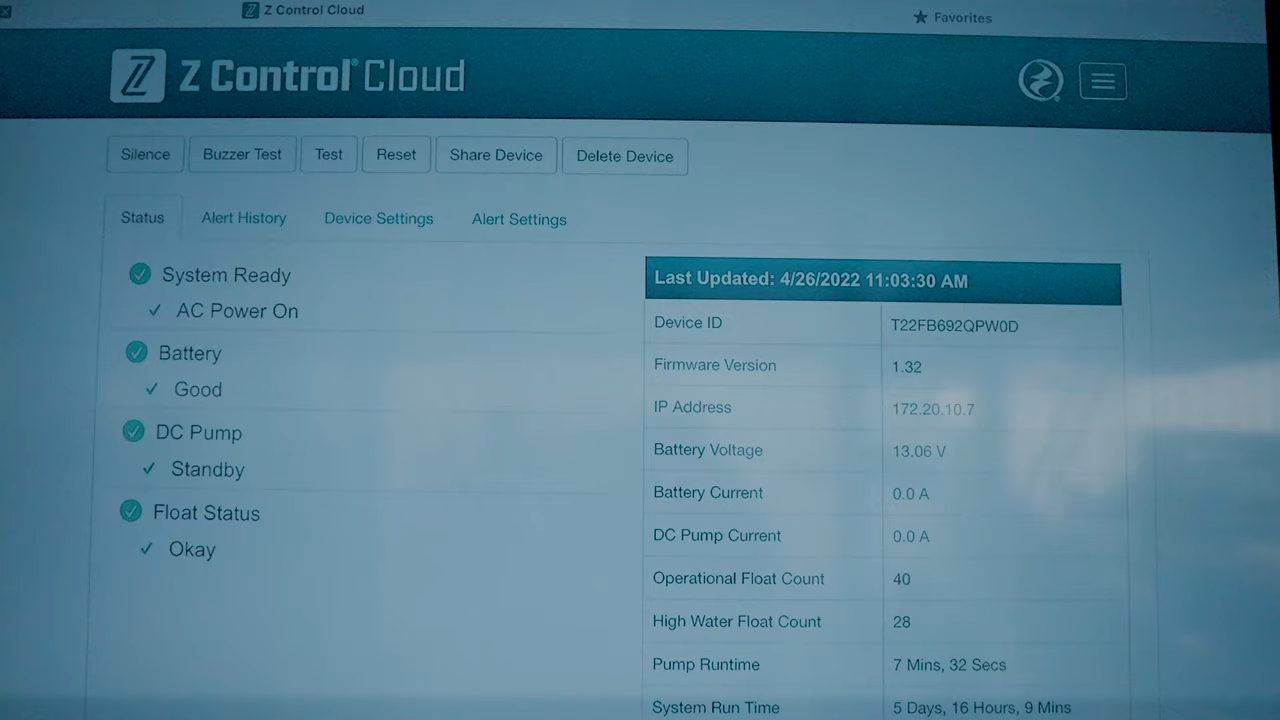 Z Control Cloud
Favorites
Z Control® Cloud
Silence
Buzzer Test
Test
Reset
Share Device
Delete Device
Status
Alert History
Device Settings
Alert Settings
System Ready
AC Power On
Battery
Good
DC Pump
Standby
Float Status
Okay
Last Updated: 4/26/2022 11:03:30 AM
Device ID T22FB692QPW0D
Firmware Version 1.32
IP Address 172.20.10.7
Battery Voltage 13.06 V
Battery Current 0.0 A
DC Pump Current 0.0 A
Operational Float Count 40
High Water Float Count 28
Pump Runtime 7 Mins, 32 Secs
System Run Time 5 Days, 16 Hours, 9 Mins